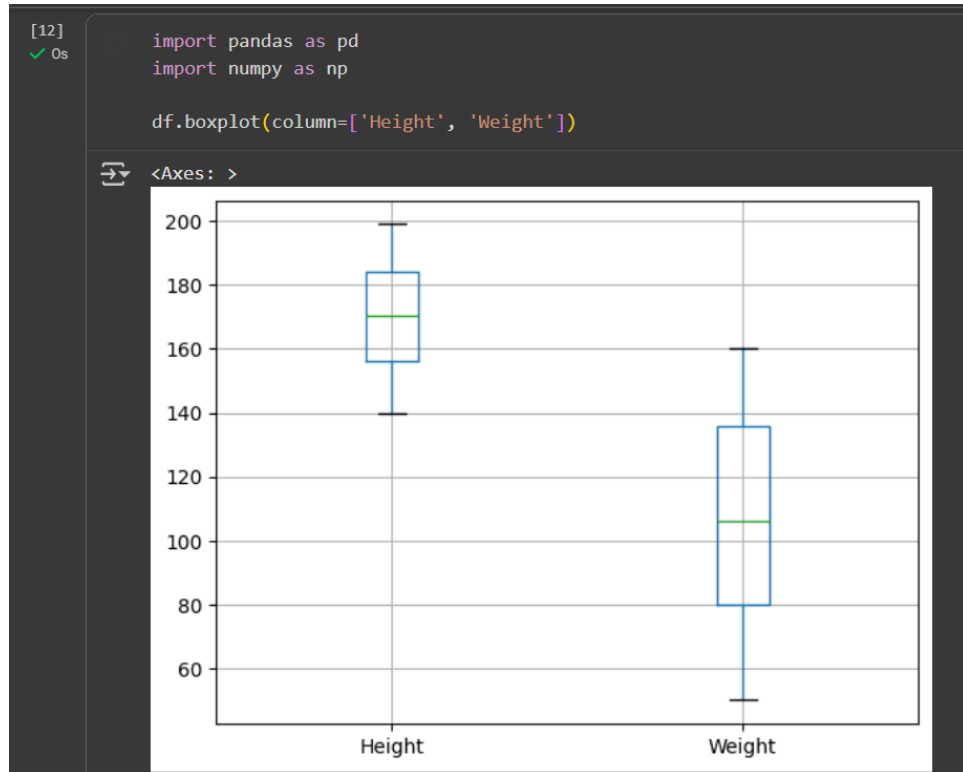 [12]
✓ 0s
import pandas as pd
import numpy as np
df.boxplot(column=['Height', 'Weight'])
<Axes: >
200
180
160
140
120
100
80
60
Height Weight